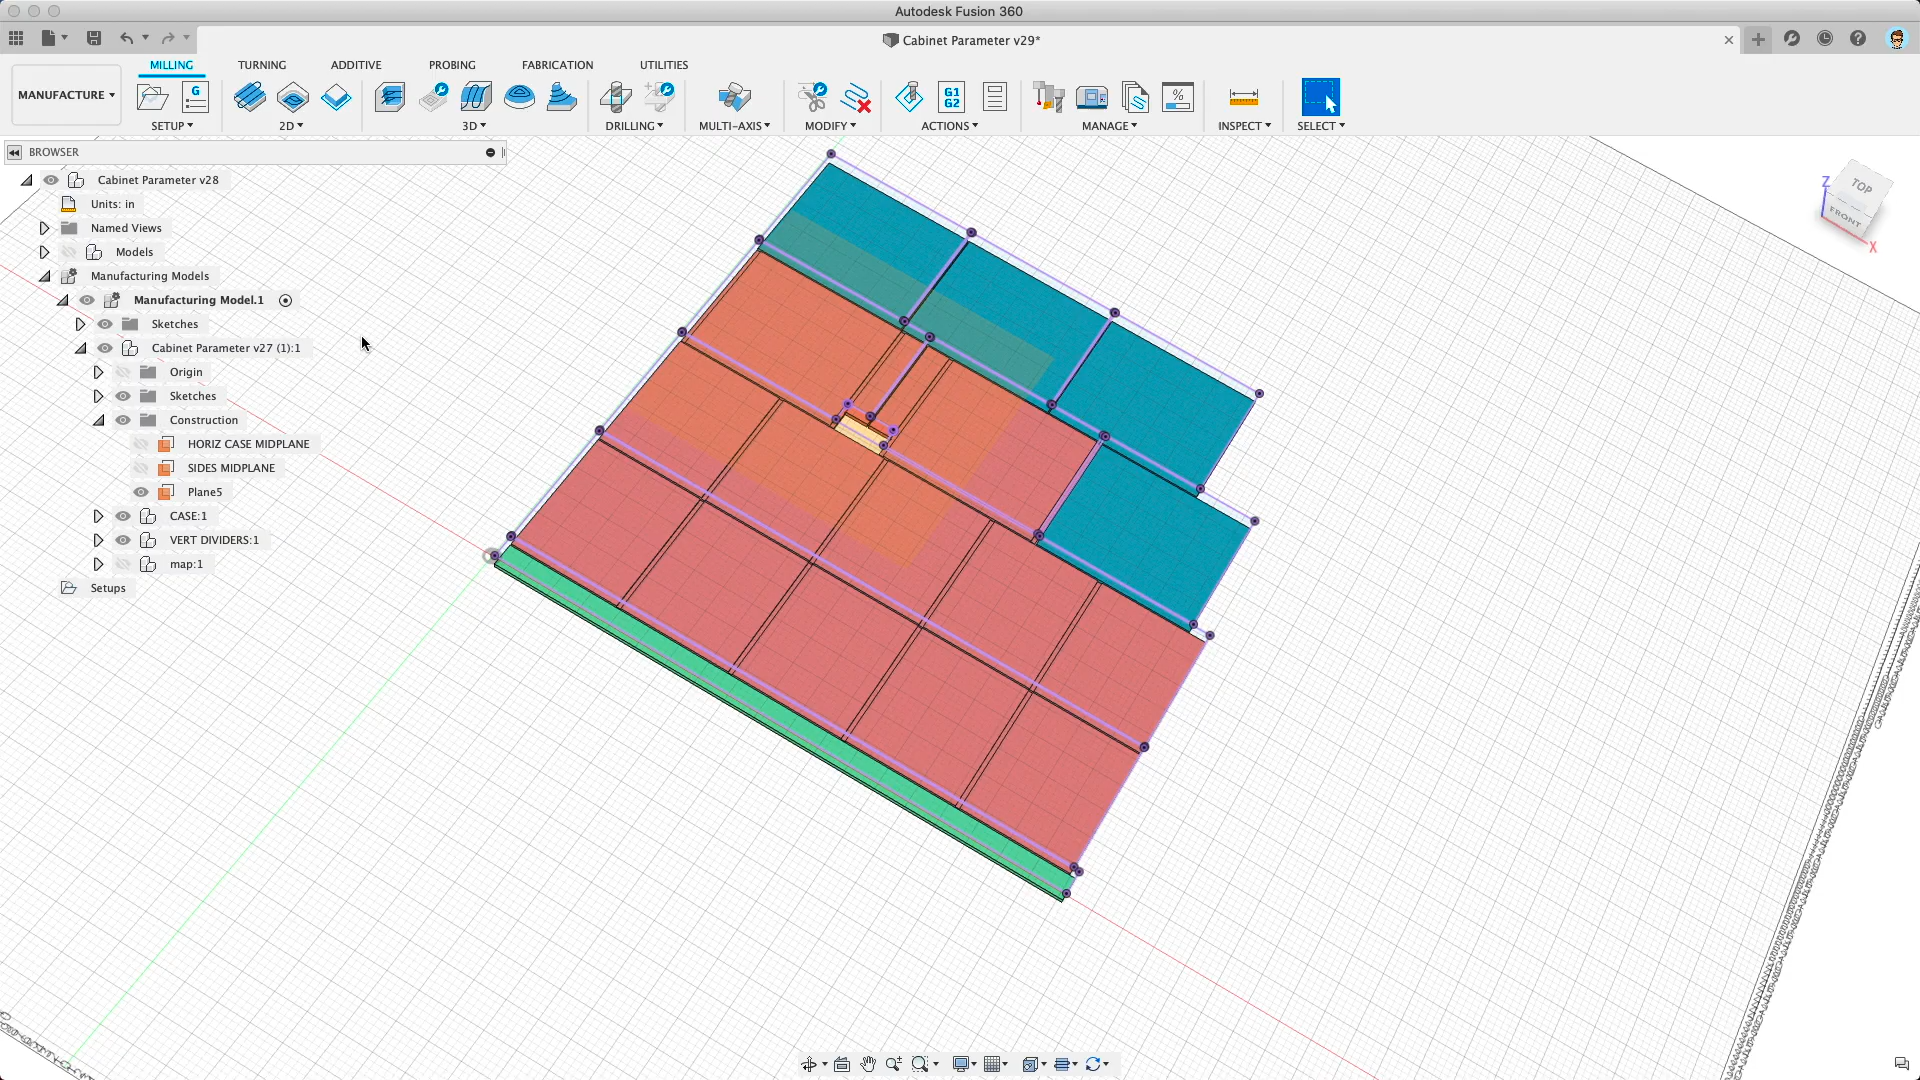 Autodesk Fusion 360
Cabinet Parameter v29*
MILLING TURNING ADDITIVE PROBING FABRICATION UTILITIES
MANUFACTURE
G
G1
G2
%
SETUP 2D 3D DRILLING MULTI-AXIS MODIFY ACTIONS MANAGE INSPECT SELECT
BROWSER
Cabinet Parameter v28
Units: in
Named Views
Models
Manufacturing Models
Manufacturing Model.1
Sketches
Cabinet Parameter v27 (1):1
Origin
Sketches
Construction
HORIZ CASE MIDPLANE
SIDES MIDPLANE
Plane5
CASE:1
VERT DIVIDERS:1
map:1
Setups
TOP
Z
FRONT
X